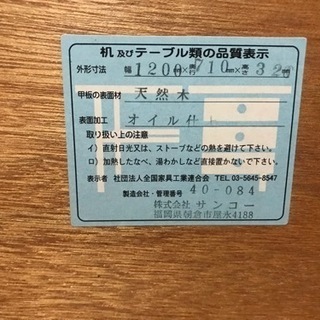 机及びテーブル類の品質表示
外形寸法 幅1200mm×奥行710mm×高さ320
甲板の表面材 天然木
表面加工 オイル仕上
取り扱い上の注意
イ）直射日光又は、ストーブなどの熱を避けて下さい。
ロ）加熱したなべ、湯わかしなど直接置かないで下さい。
表示者 社団法人全国家具工業連合会 TEL 03-5645-8547
製造会社・管理番号 40-084
株式会社 サンコー
福岡県朝倉市屋永4188